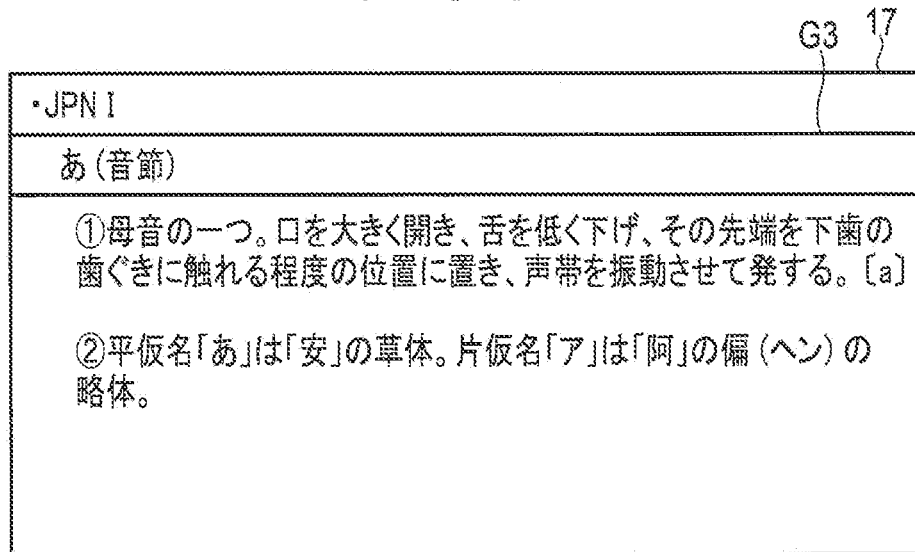 G3 17
・JPN I
あ (音節)
①母音の一つ。口を大きく開き、舌を低く下げ、その先端を下歯の
歯ぐきに触れる程度の位置に置き、声帯を振動させて発する。〔a〕
②平仮名「あ」は「安」の草体。片仮名「ア」は「阿」の偏 (ヘン) の
略体。